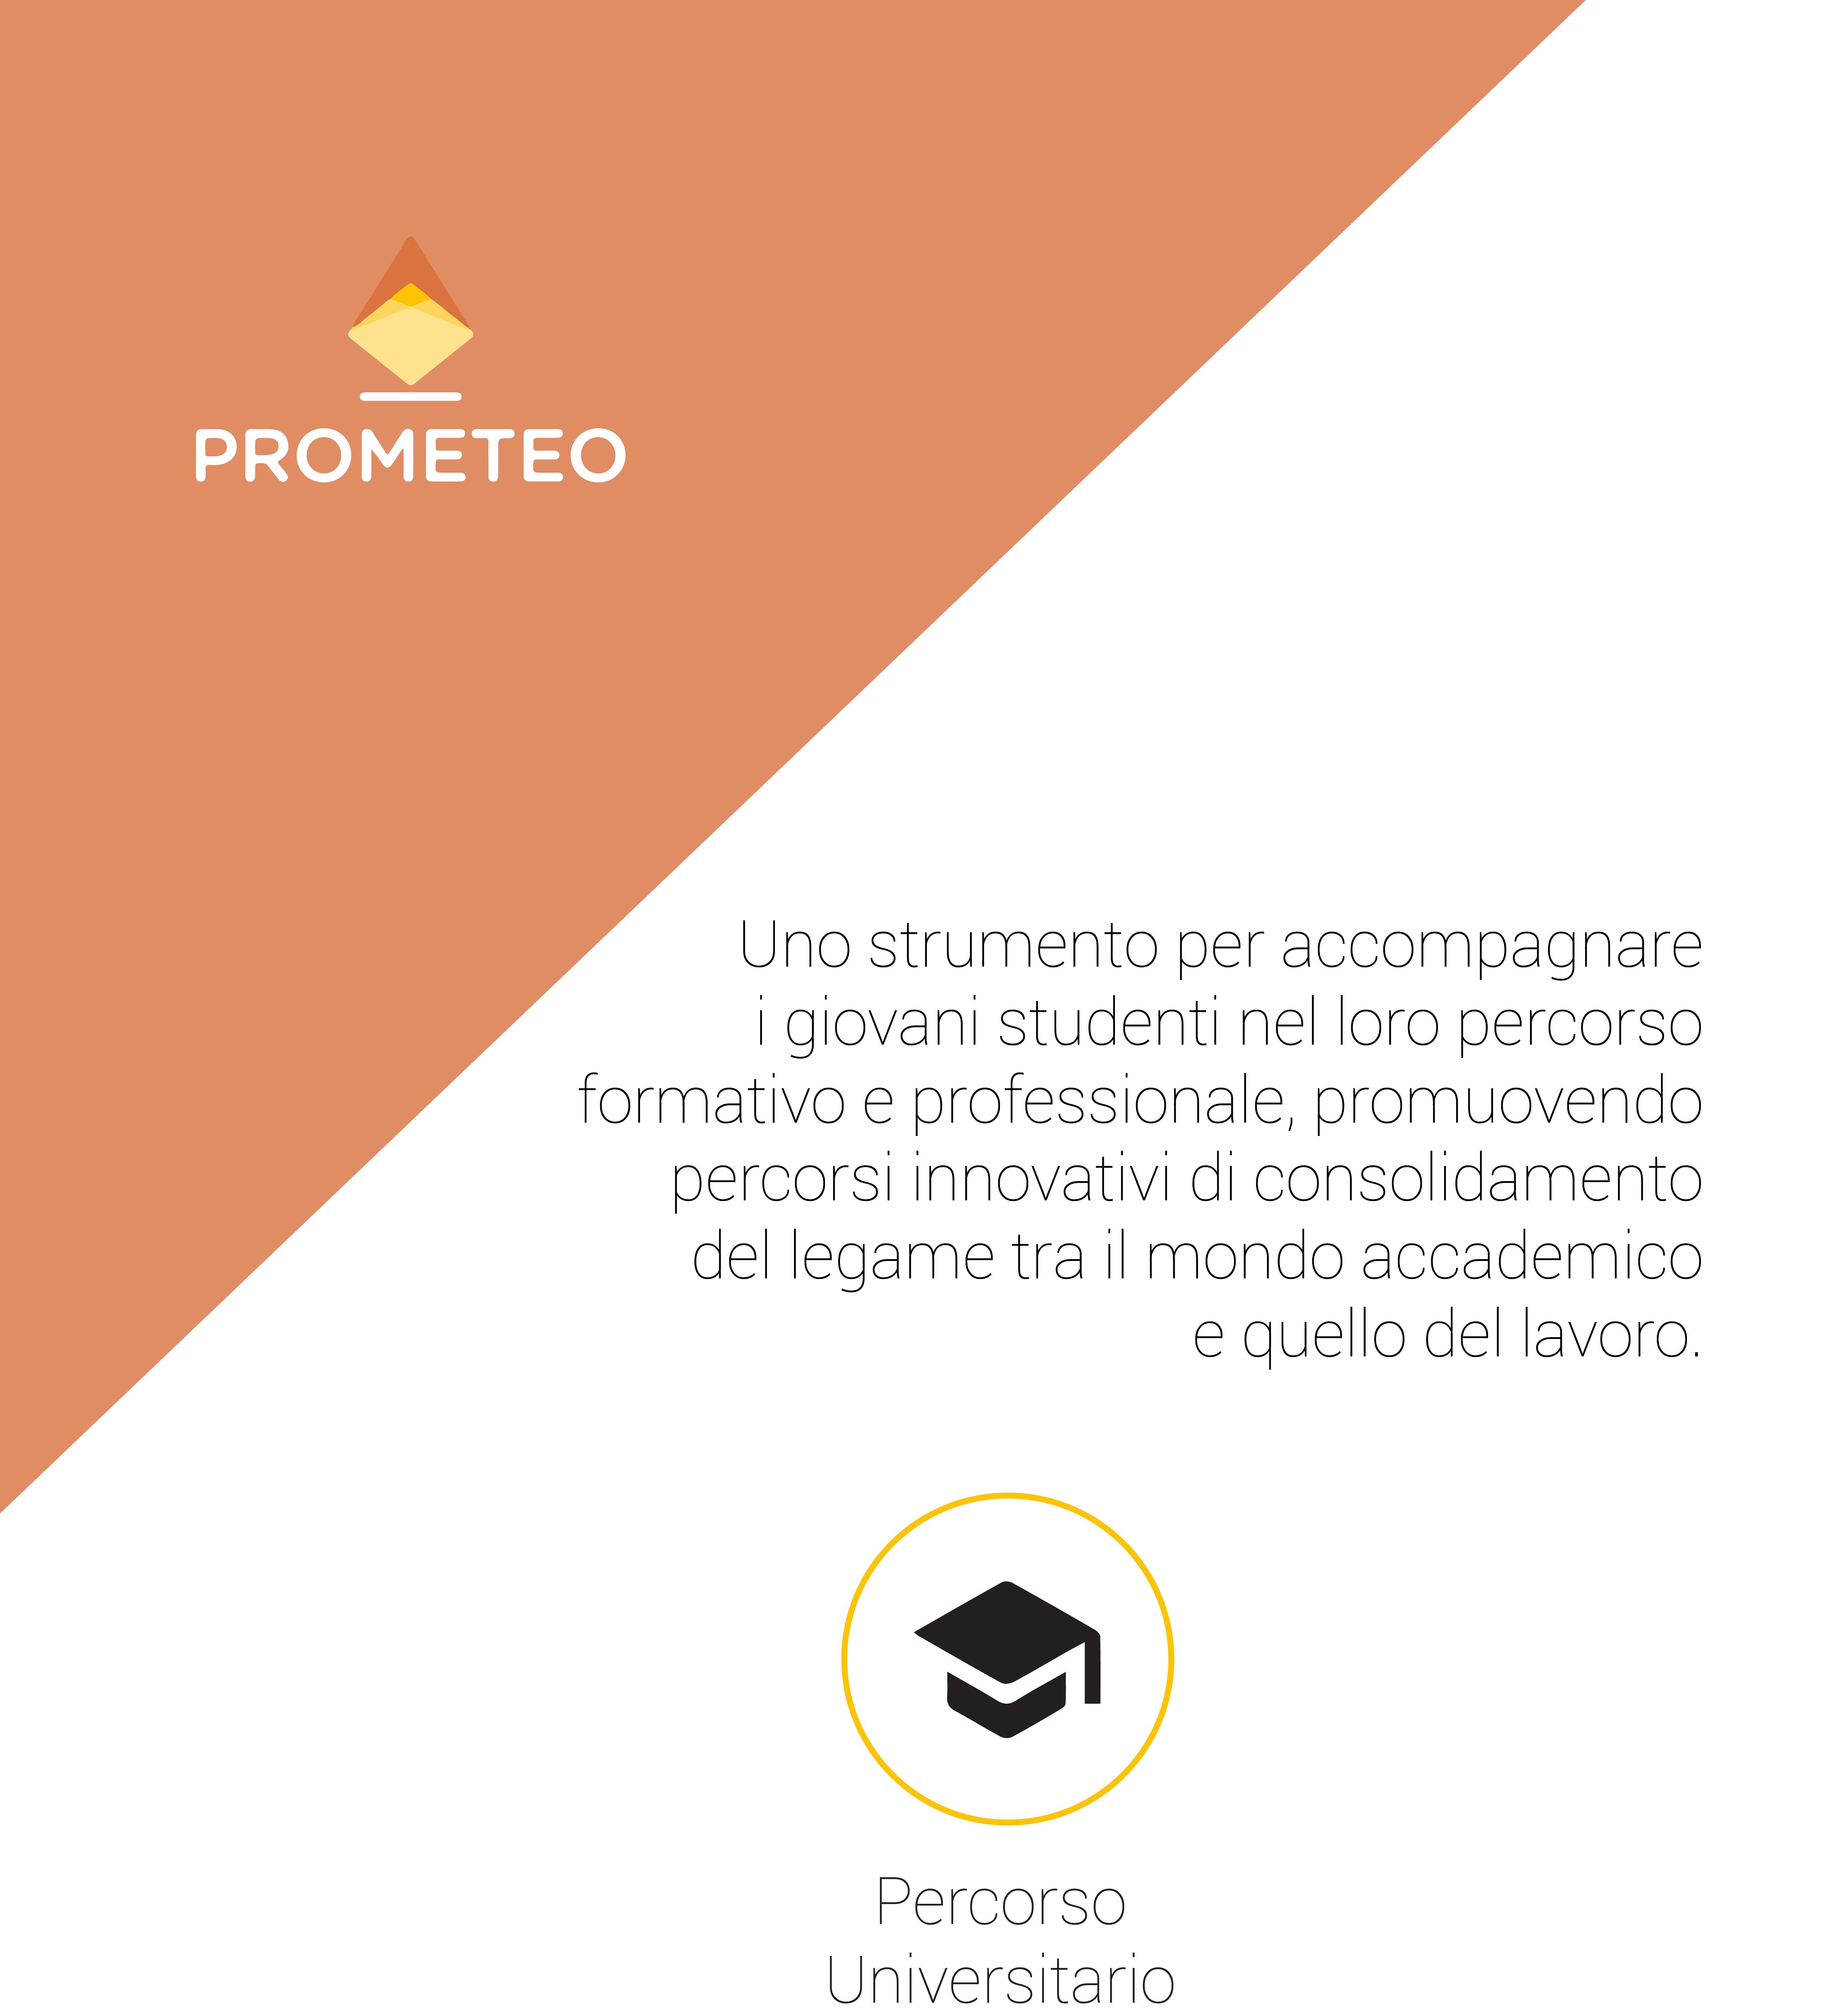 PROMETEO
Uno strumento per accompagnare
i giovani studenti nel loro percorso
formativo e professionale, promuovendo
percorsi innovativi di consolidamento
del legame tra il mondo accademico
e quello del lavoro.
Percorso
Universitario